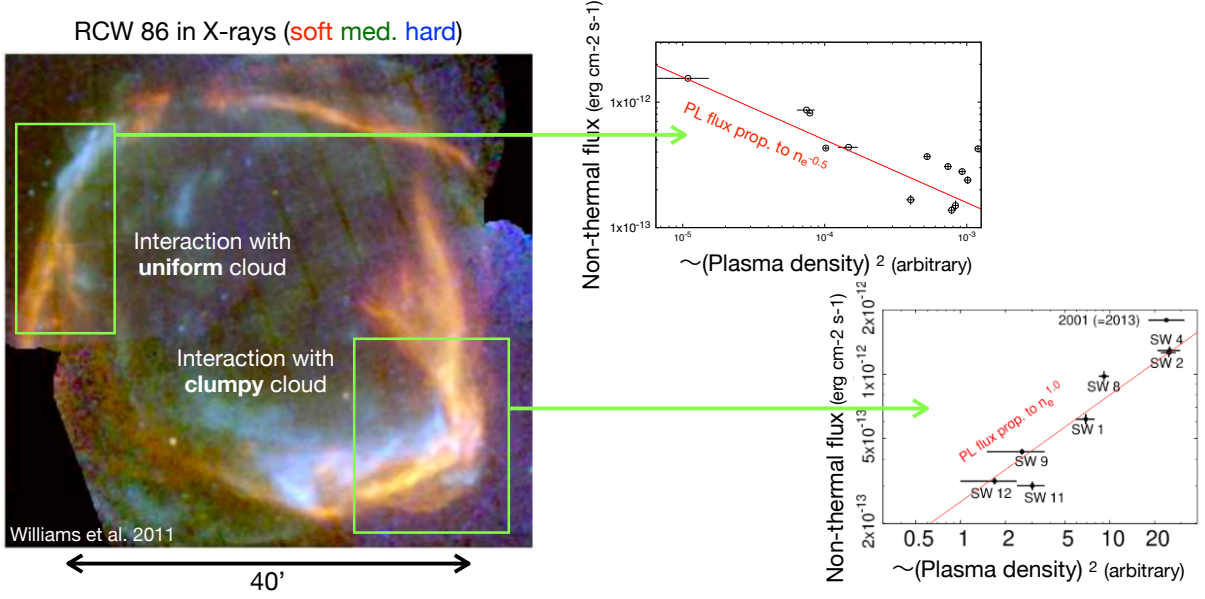 RCW 86 in X-rays (soft med. hard)
Interaction with
uniform cloud
Interaction with
clumpy cloud
Williams et al. 2011
40’
Non-thermal flux (erg cm-2 s-1)
1x10-12
1x10-13
PL flux prop. to ne-0.5
10-5
10-4
10-3
~(Plasma density) 2 (arbitrary)
Non-thermal flux (erg cm-2 s-1)
2x10-12
1x10-12
5x10-13
2x10-13
2001 (=2013)
SW 4
SW 2
SW 8
SW 1
SW 9
SW 12
SW 11
PL flux prop. to ne1.0
0.5 1 2 5 10 20
~(Plasma density) 2 (arbitrary)